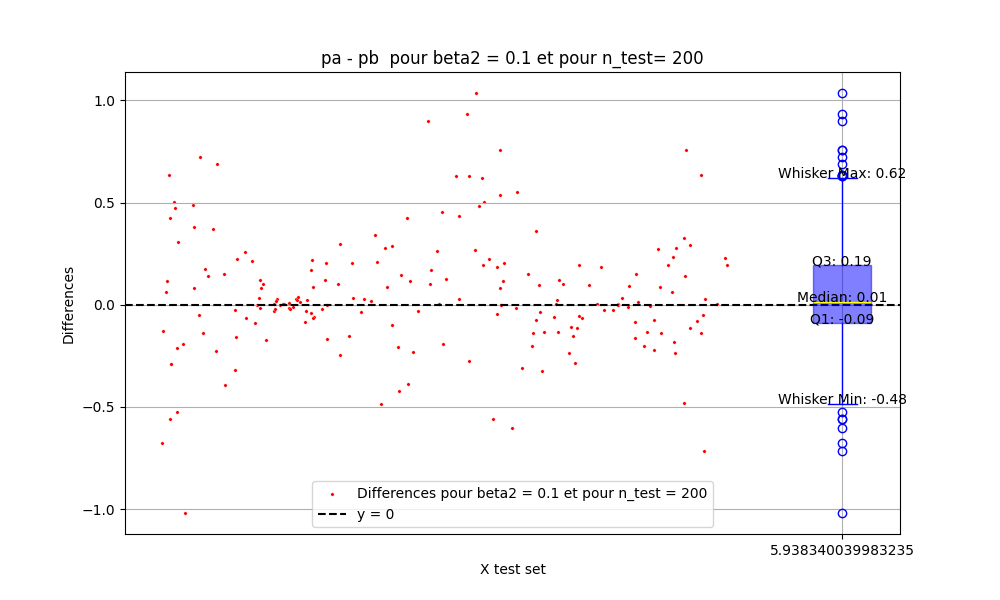 pa - pb  pour beta2 = 0.1 et pour n_test= 200
1.0
0.5
0.0
−0.5
−1.0
Differences
Whisker Max: 0.62
Q3: 0.19
Median: 0.01
Q1: -0.09
Whisker Min: -0.48
Differences pour beta2 = 0.1 et pour n_test = 200
y = 0
5.938340039983235
X test set